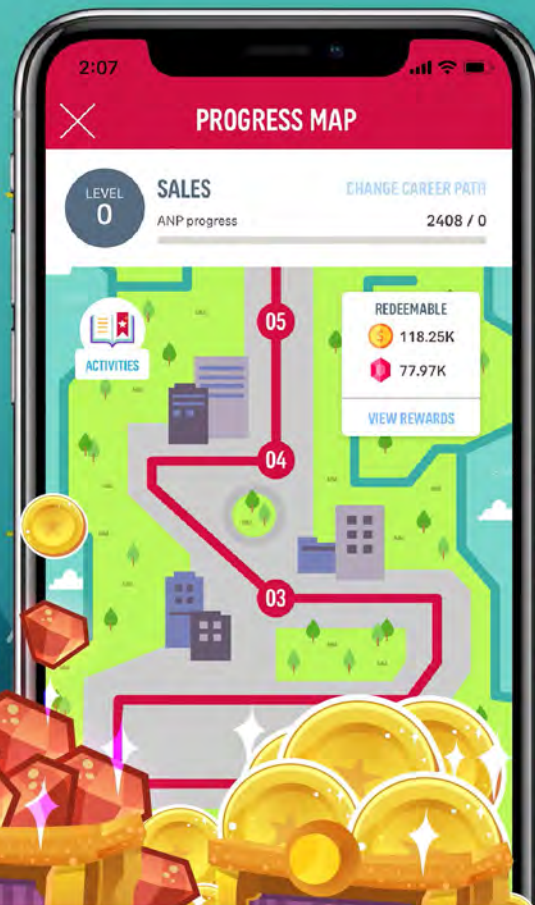 2:07
PROGRESS MAP
LEVEL
0
SALES
CHANGE CAREER PATH
ANP progress
2408 / 0
ACTIVITIES
05
REDEEMABLE
118.25K
77.97K
VIEW REWARDS
04
03